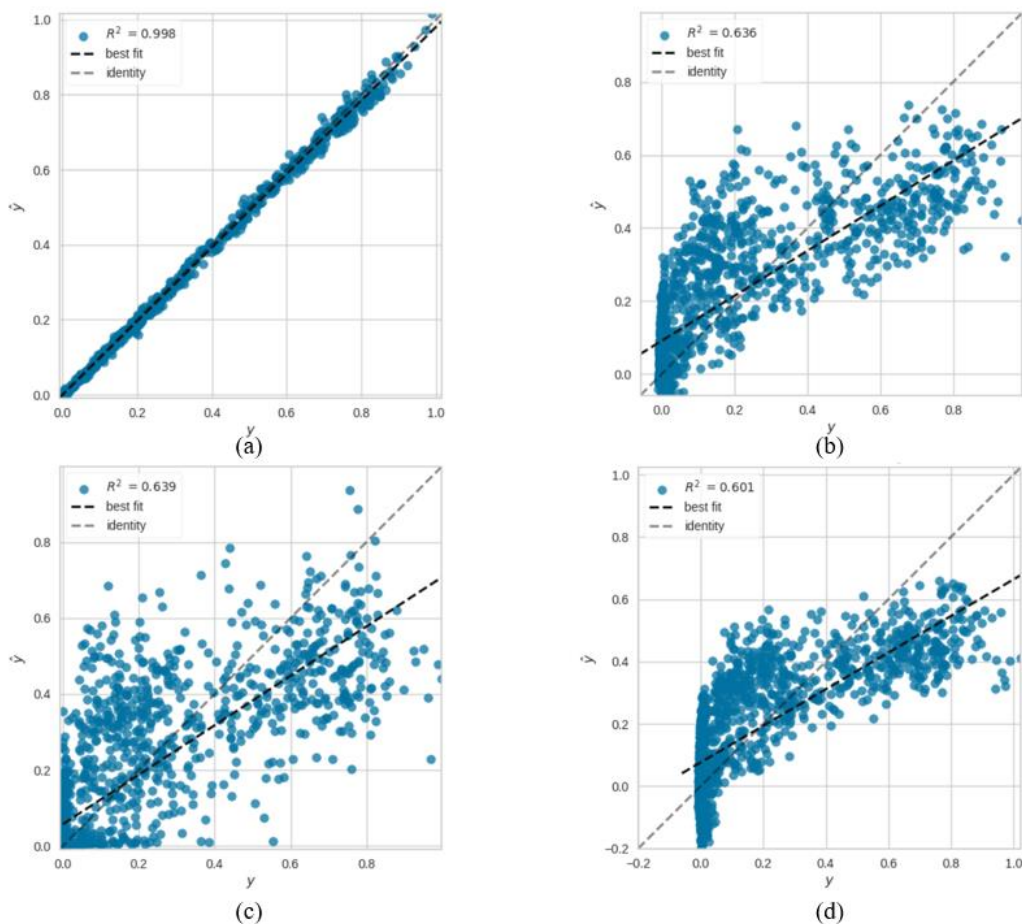 R² = 0.998
best fit
identity
1.0
0.8
0.6
0.4
0.2
0.0
ŷ
0.0 0.2 0.4 0.6 0.8 1.0
y
(a)
R² = 0.636
best fit
identity
0.8
0.6
0.4
0.2
0.0
ŷ
0.0 0.2 0.4 0.6 0.8
y
(b)
R² = 0.639
best fit
identity
0.8
0.6
0.4
0.2
0.0
ŷ
0.0 0.2 0.4 0.6 0.8
y
(c)
R² = 0.601
best fit
identity
1.0
0.8
0.6
0.4
0.2
0.0
−0.2
ŷ
−0.2 0.0 0.2 0.4 0.6 0.8 1.0
y
(d)